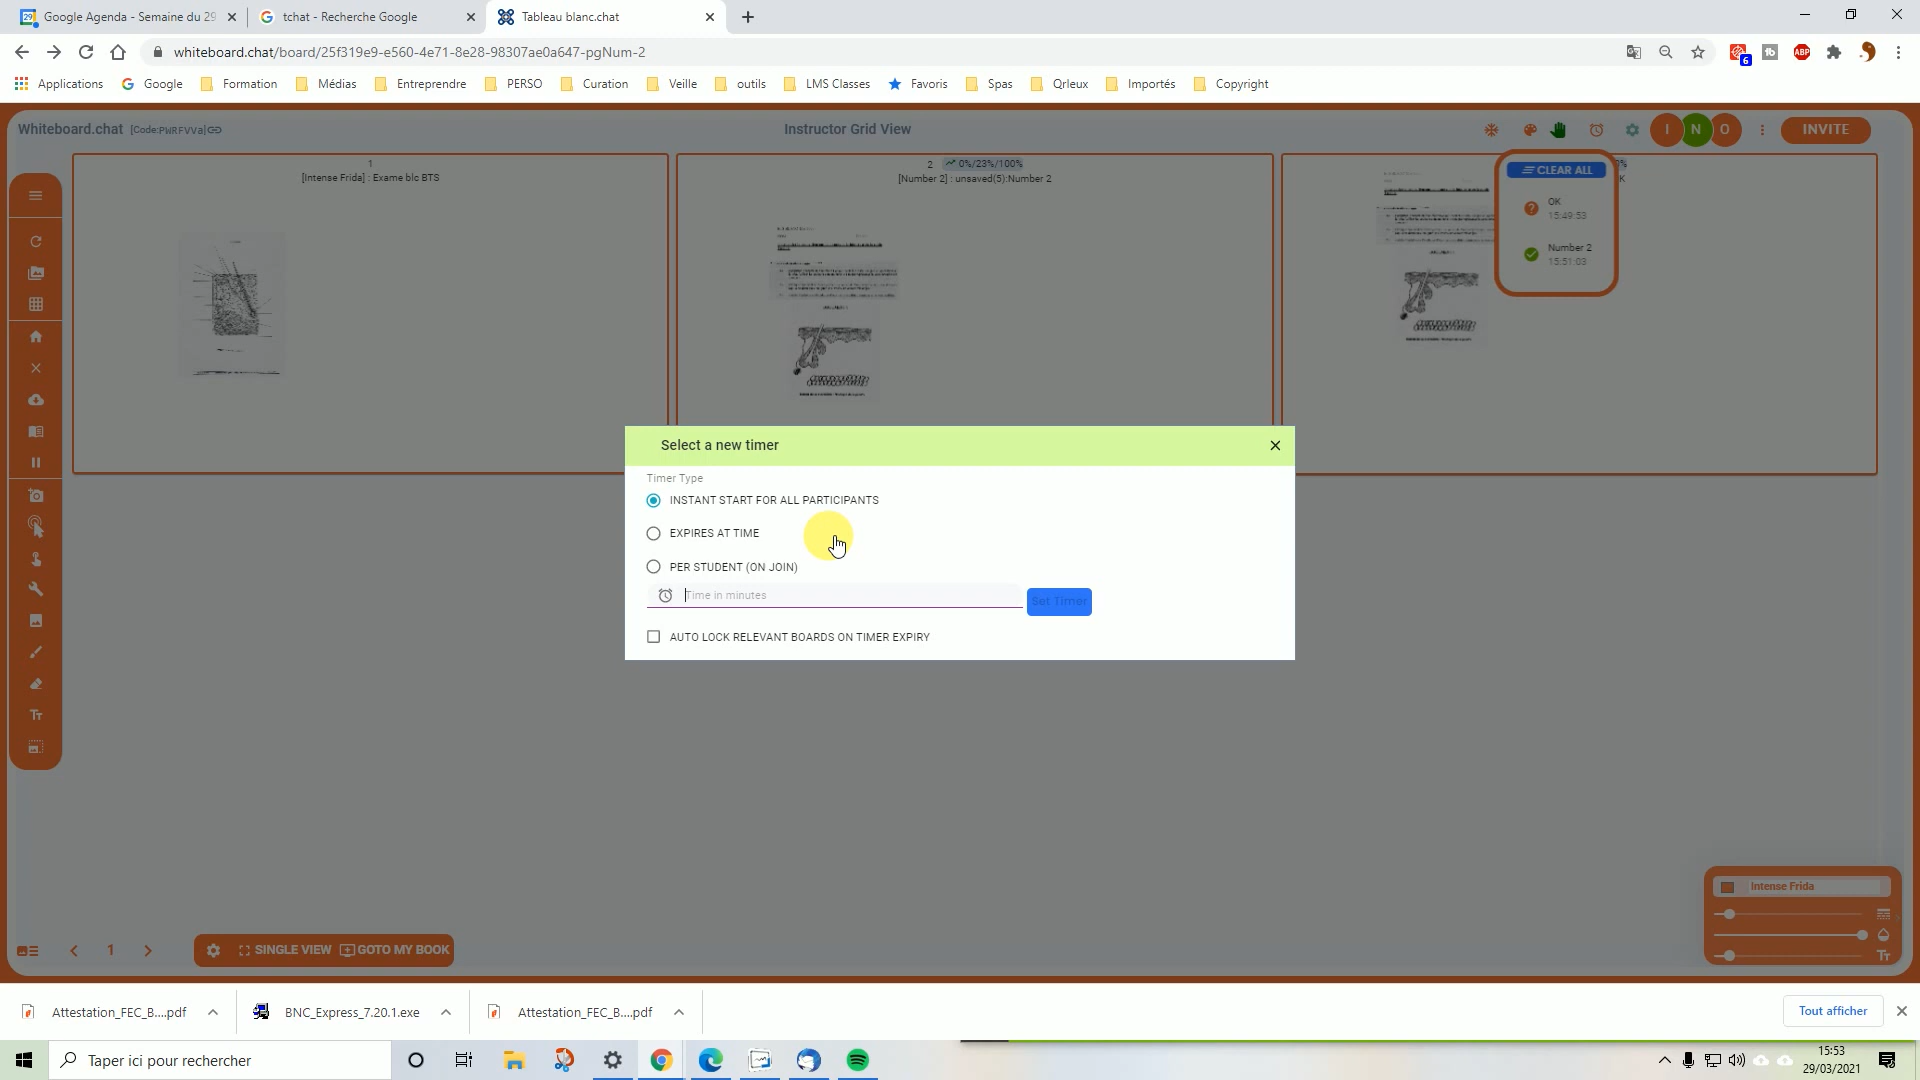 Google Agenda - Semaine du 29
tchat - Recherche Google
Tableau blanc.chat
whiteboard.chat/board/25f319e9-e560-4e71-8e28-98307ae0a647-pgNum-2
6
ABP
Applications
Google
Formation
Médias
Entreprendre
PERSO
Curation
Veille
outils
LMS Classes
Favoris
Spas
Qrleux
Importés
Copyright
Whiteboard.chat [Code:PWRFVVa]
Instructor Grid View
I
N
O
INVITE
1
[Intense Frida] : Exame blc BTS
2 0%/23%/100%
[Number 2] : unsaved(5):Number 2
CLEAR ALL
OK
15:49:53
Number 2
15:51:03
Select a new timer
Timer Type
INSTANT START FOR ALL PARTICIPANTS
EXPIRES AT TIME
PER STUDENT (ON JOIN)
Time in minutes
Set Timer
AUTO LOCK RELEVANT BOARDS ON TIMER EXPIRY
Intense Frida
1
SINGLE VIEW
GOTO MY BOOK
Attestation_FEC_B....pdf
BNC_Express_7.20.1.exe
Attestation_FEC_B....pdf
Tout afficher
Taper ici pour rechercher
15:53
29/03/2021